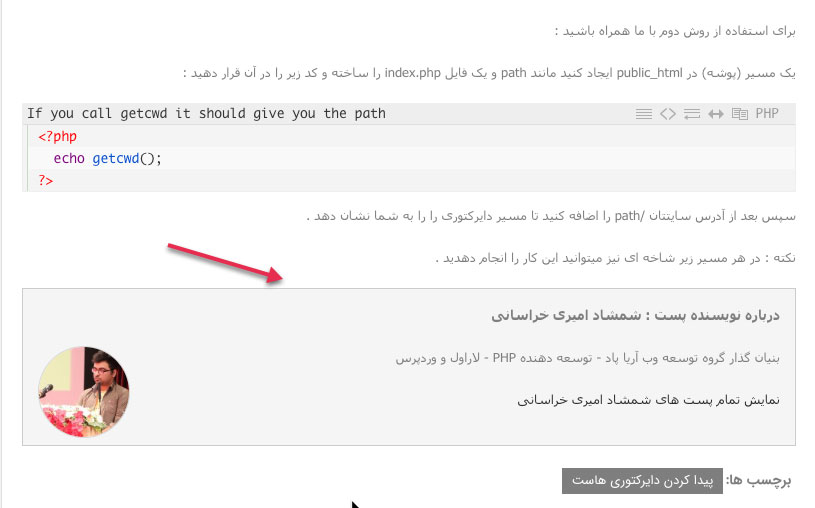 برای استفاده از روش دوم با ما همراه باشید :
یک مسیر (پوشه) در public_html ایجاد کنید مانند path و یک فایل index.php را ساخته و کد زیر را در آن قرار دهید :
If you call getcwd it should give you the path
PHP
<?php
echo getcwd();
?>
سپس بعد از آدرس سایتتان /path را اضافه کنید تا مسیر دایرکتوری را را به شما نشان دهد .
نکته : در هر مسیر زیر شاخه ای نیز میتوانید این کار را انجام دهدید .
درباره نویسنده پست : شمشاد امیری خراسانی
بنیان گذار گروه توسعه وب آریا پاد - توسعه دهنده PHP - لاراول و وردپرس
نمایش تمام پست های شمشاد امیری خراسانی
برچسب ها: پیدا کردن دایرکتوری هاست